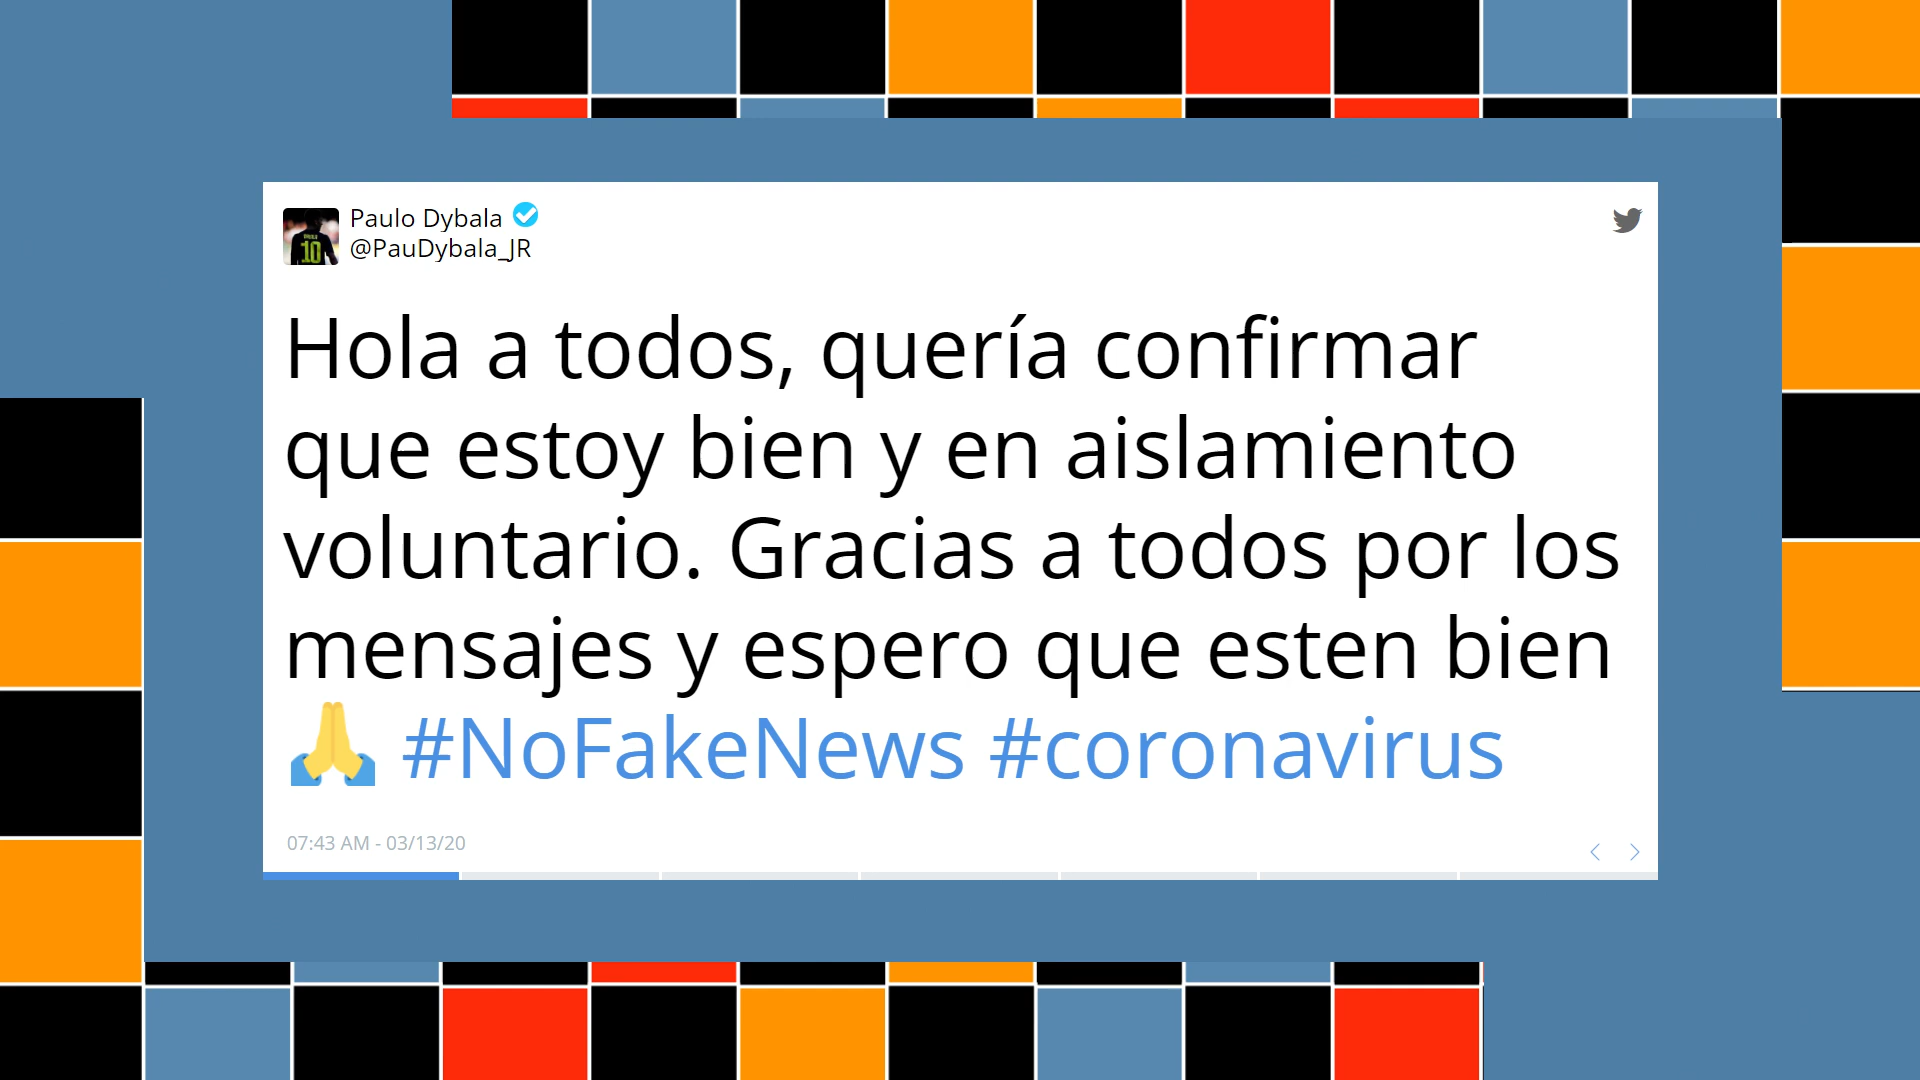 Paulo Dybala
@PauDybala_JR
10
Hola a todos, quería confirmar
que estoy bien y en aislamiento
voluntario. Gracias a todos por los
mensajes y espero que esten bien
🙏 #NoFakeNews #coronavirus
07:43 AM - 03/13/20